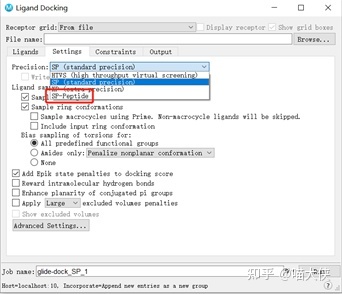 Ligand Docking
Receptor grid: From file Display receptor Show grid boxes
File name: Browse...
Ligands Settings Constraints Output
Precision: SP (standard precision)
HTVS (high throughput virtual screening)
SP (standard precision)
XP (extra precision)
SP-Peptide
Ligand
Sample ring conformations
Sample macrocycles using Prime. Non-macrocycle ligands will be skipped.
Include input ring conformation
Bias sampling of torsions for:
All predefined functional groups
Amides only: Penalize nonplanar conformation
None
Add Epik state penalties to docking score
Reward intramolecular hydrogen bonds
Enhance planarity of conjugated pi groups
Apply Large excluded volumes penalties
Show excluded volumes
Advanced Settings...
知乎 @喵大侠
Job name: glide-dock_SP_1
Host=localhost:10, Incorporate=Append new entries as a new group